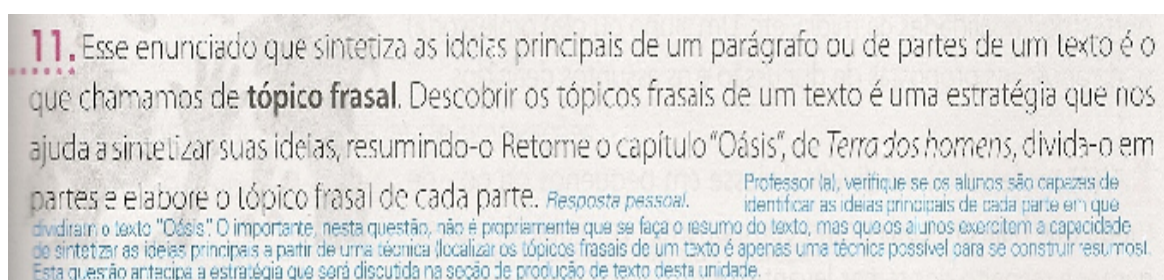 11. Esse enunciado que sintetiza as ideias principais de um parágrafo ou de partes de um texto é o
que chamamos de tópico frasal. Descobrir os tópicos frasais de um texto é uma estratégia que nos
ajuda a sintetizar suas ideias, resumindo-o Retome o capítulo "Oásis", de Terra dos homens, divida-o em
partes e elabore o tópico frasal de cada parte. Resposta pessoal. Professor (a), verifique se os alunos são capazes de
identificar as ideias principais de cada parte em que
dividiram o texto "Oásis". O importante, nesta questão, não é propriamente que se faça o resumo do texto, mas que os alunos exercitem a capacidade
de sintetizar as ideias principais a partir de uma técnica (localizar os tópicos frasais de um texto é apenas uma técnica possível para se construir resumos).
Esta questão antecipa a estratégia que será discutida na seção de produção de texto desta unidade.